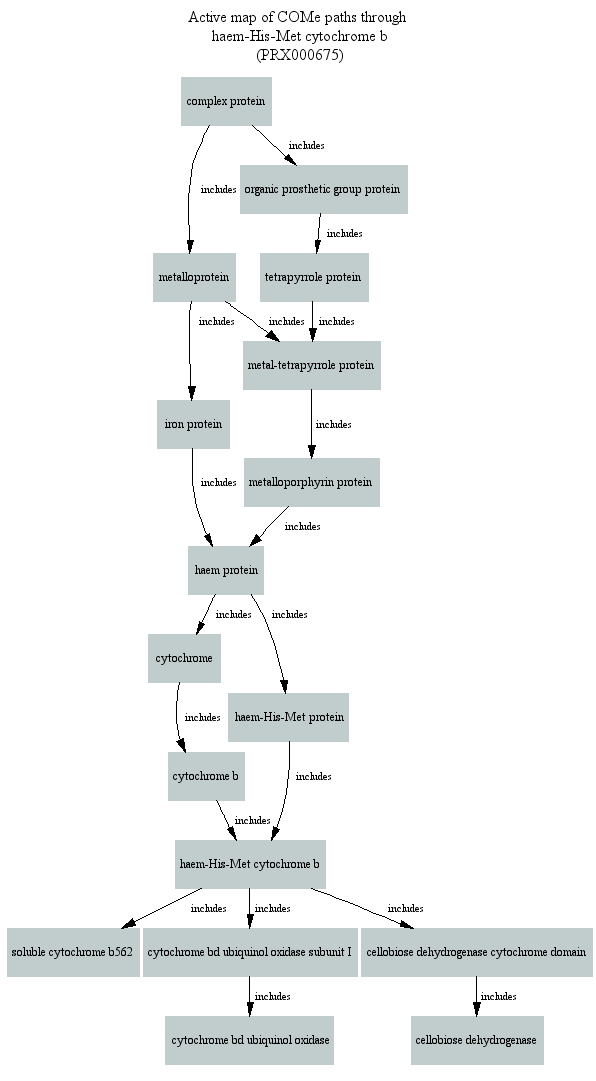 Active map of COMe paths through
haem-His-Met cytochrome b
(PRX000675)
complex protein
includes
includes
organic prosthetic group protein
includes
metalloprotein
tetrapyrrole protein
includes
includes
includes
metal-tetrapyrrole protein
iron protein
includes
includes
metalloporphyrin protein
includes
haem protein
includes
includes
cytochrome
haem-His-Met protein
includes
cytochrome b
includes
includes
haem-His-Met cytochrome b
includes
includes
includes
soluble cytochrome b562
cytochrome bd ubiquinol oxidase subunit I
cellobiose dehydrogenase cytochrome domain
includes
includes
cytochrome bd ubiquinol oxidase
cellobiose dehydrogenase